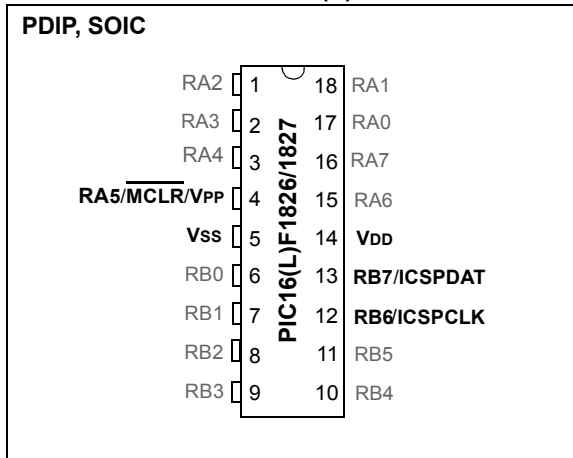 PDIP, SOIC
RA2 1 18 RA1
RA3 2 17 RA0
RA4 3 16 RA7
RA5/MCLR/VPP 4 15 RA6
VSS 5 14 VDD
RB0 6 13 RB7/ICSPDAT
RB1 7 12 RB6/ICSPCLK
RB2 8 11 RB5
RB3 9 10 RB4
PIC16(L)F1826/1827